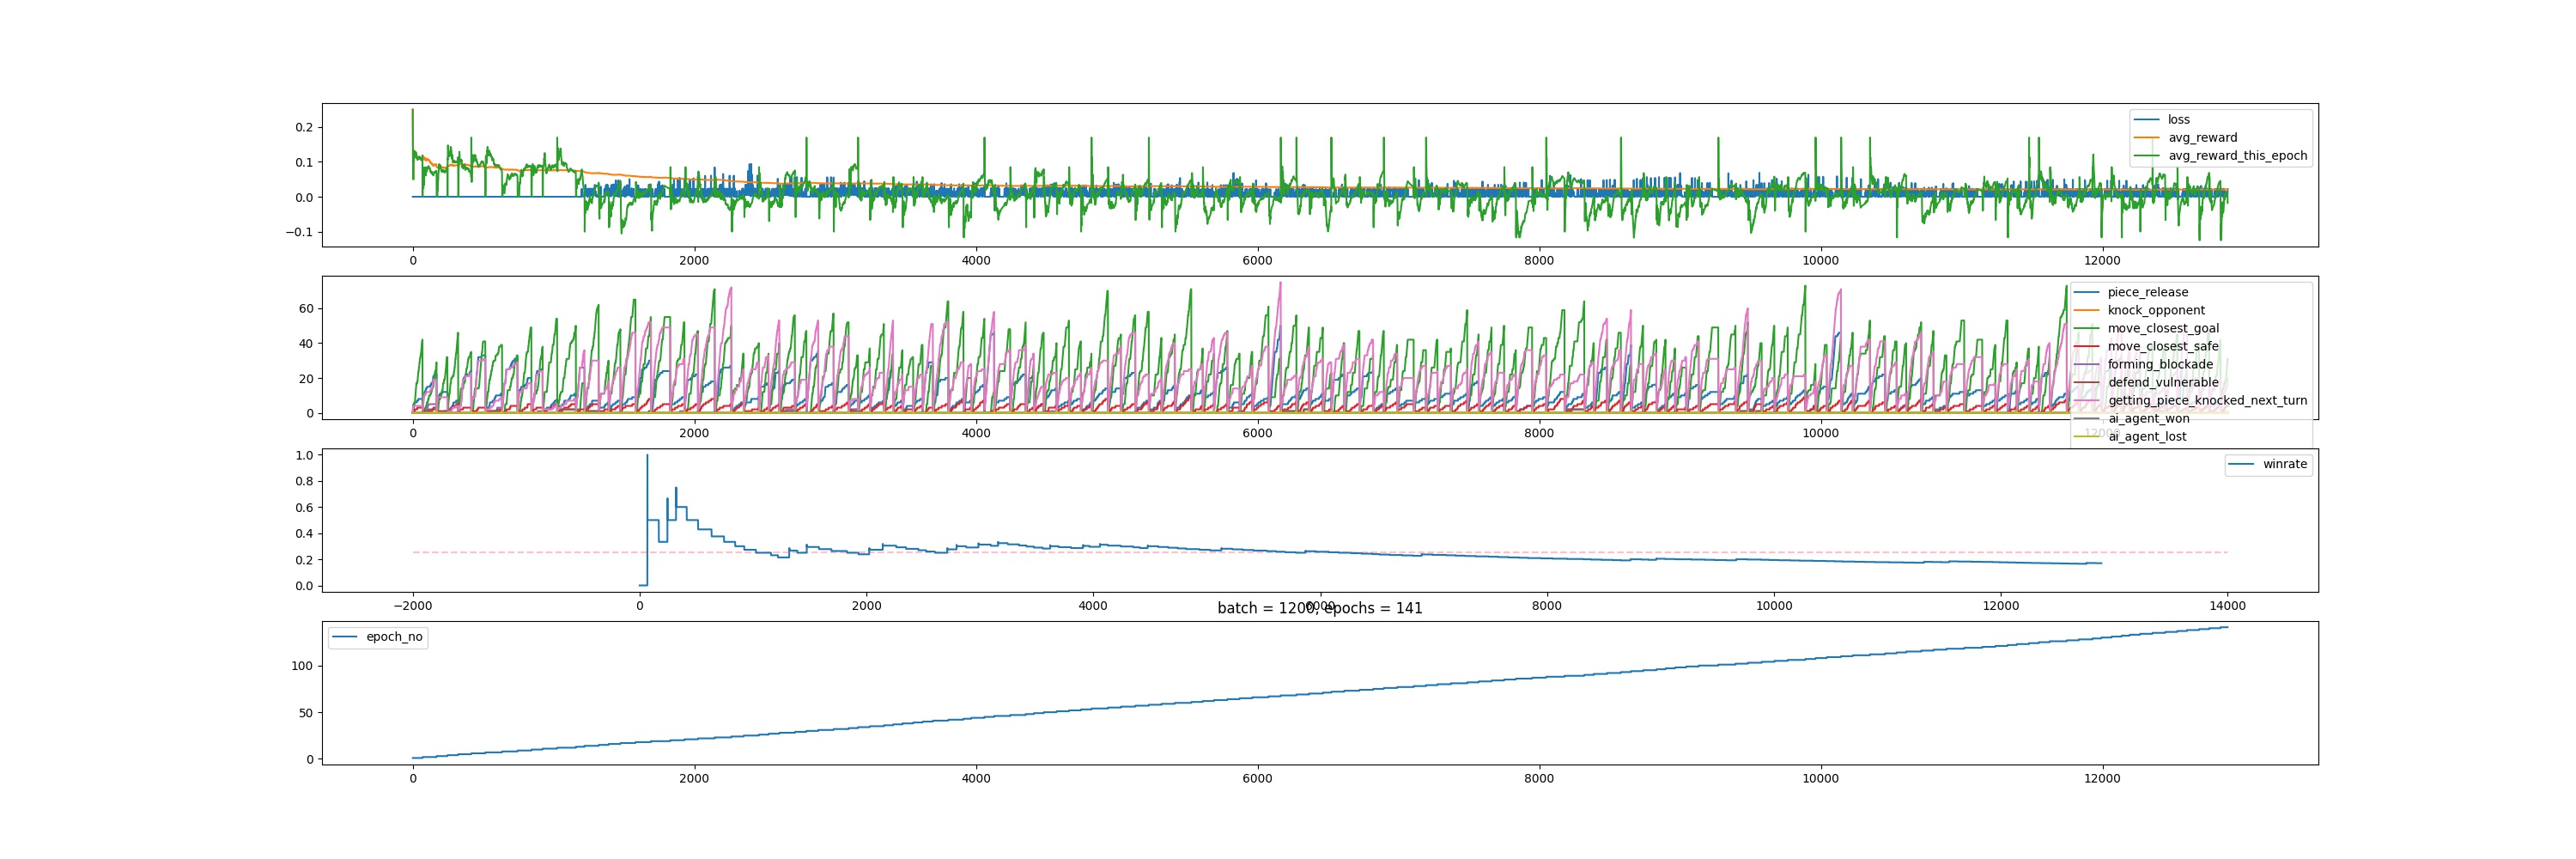 0.2
0.1
0.0
−0.1
loss
avg_reward
avg_reward_this_epoch
0 2000 4000 6000 8000 10000 12000
60
40
20
0
piece_release
knock_opponent
move_closest_goal
move_closest_safe
forming_blockade
defend_vulnerable
getting_piece_knocked_next_turn
ai_agent_won
ai_agent_lost
0 2000 4000 6000 8000 10000 12000
1.0
0.8
0.6
0.4
0.2
0.0
winrate
−2000 0 2000 4000 6000 8000 10000 12000 14000
batch = 1200, epochs = 141
100
50
0
epoch_no
0 2000 4000 6000 8000 10000 12000